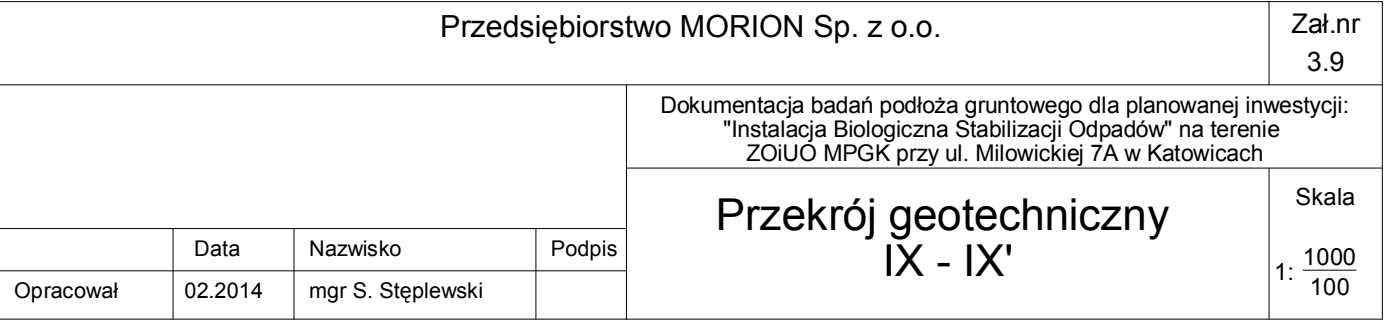 Przedsiębiorstwo MORION Sp. z o.o.
Zał.nr
3.9
Dokumentacja badań podłoża gruntowego dla planowanej inwestycji:
"Instalacja Biologiczna Stabilizacji Odpadów" na terenie
ZOiUO MPGK przy ul. Milowickiej 7A w Katowicach
Przekrój geotechniczny
IX - IX'
Skala
1: 1000
100
Data Nazwisko Podpis
Opracował 02.2014 mgr S. Stęplewski